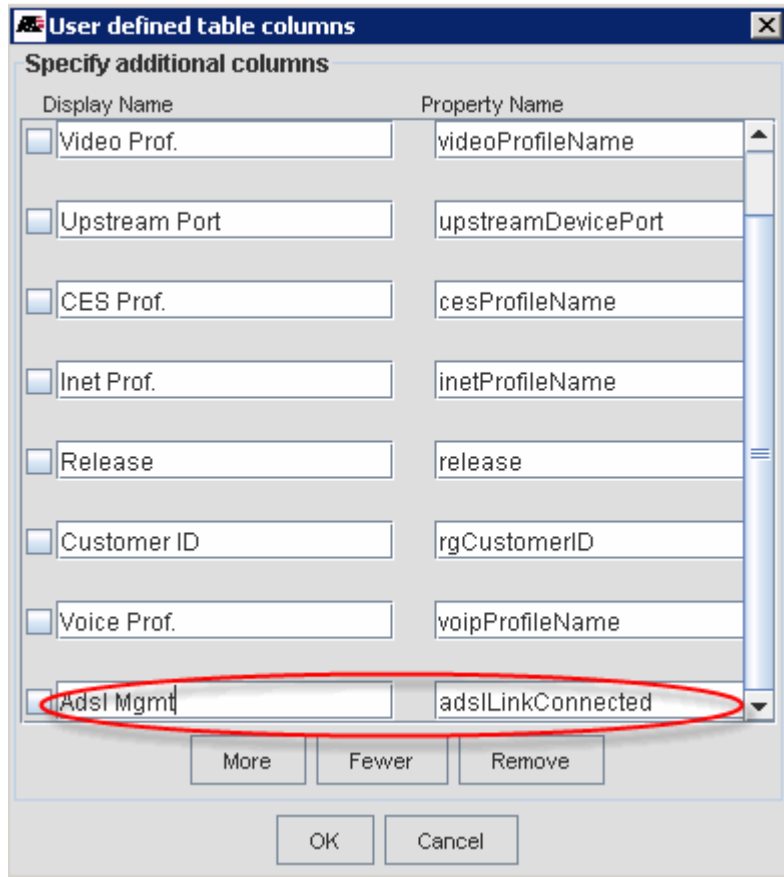 User defined table columns
Specify additional columns
Display Name Property Name
Video Prof. videoProfileName
Upstream Port upstreamDevicePort
CES Prof. cesProfileName
Inet Prof. inetProfileName
Release release
Customer ID rgCustomerID
Voice Prof. voipProfileName
Adsl Mgmt adslLinkConnected
More Fewer Remove
OK Cancel